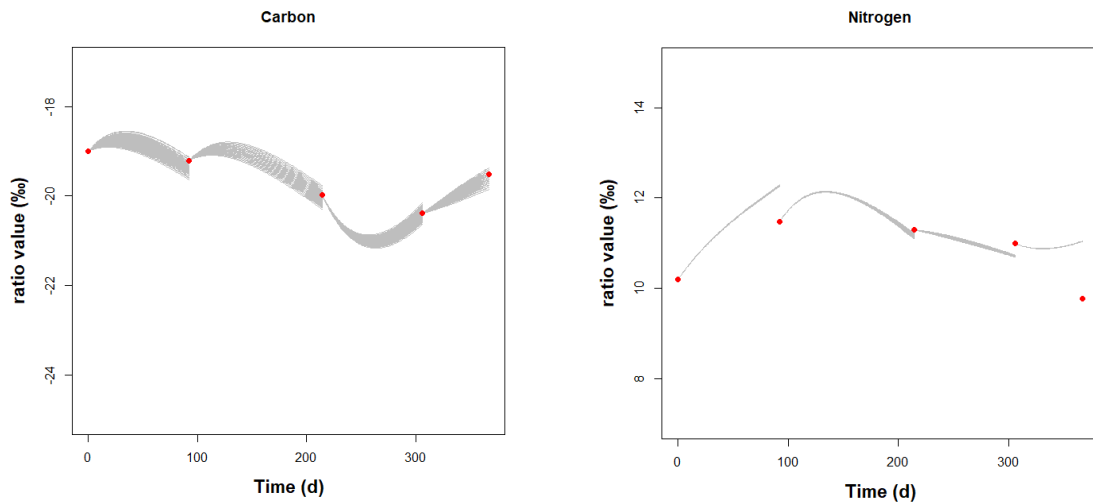 Carbon
ratio value (‰)
-18
-20
-22
-24
0 100 200 300
Time (d)
Nitrogen
ratio value (‰)
14
12
10
8
0 100 200 300
Time (d)